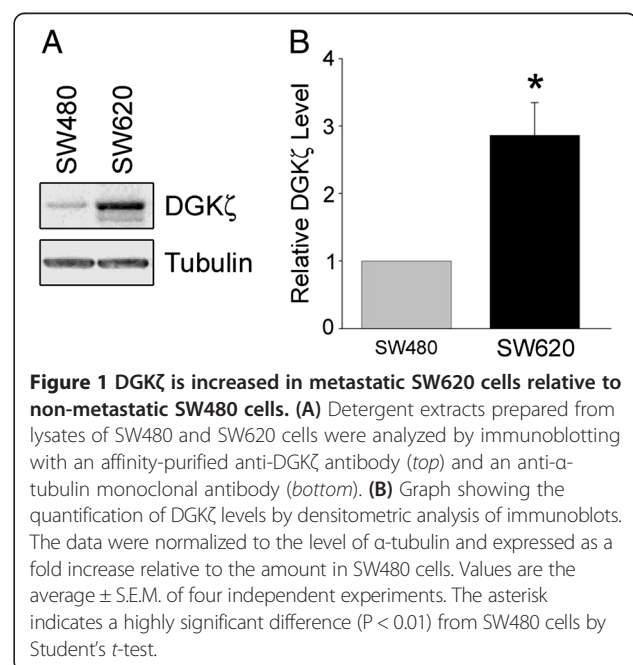 A
B
SW480
SW620
DGKζ
Tubulin
Relative DGKζ Level
4
3
2
1
0
*
SW480
SW620
Figure 1 DGKζ is increased in metastatic SW620 cells relative to
non-metastatic SW480 cells. (A) Detergent extracts prepared from
lysates of SW480 and SW620 cells were analyzed by immunoblotting
with an affinity-purified anti-DGKζ antibody (top) and an anti-α-
tubulin monoclonal antibody (bottom). (B) Graph showing the
quantification of DGKζ levels by densitometric analysis of immunoblots.
The data were normalized to the level of α-tubulin and expressed as a
fold increase relative to the amount in SW480 cells. Values are the
average ± S.E.M. of four independent experiments. The asterisk
indicates a highly significant difference (P < 0.01) from SW480 cells by
Student's t-test.